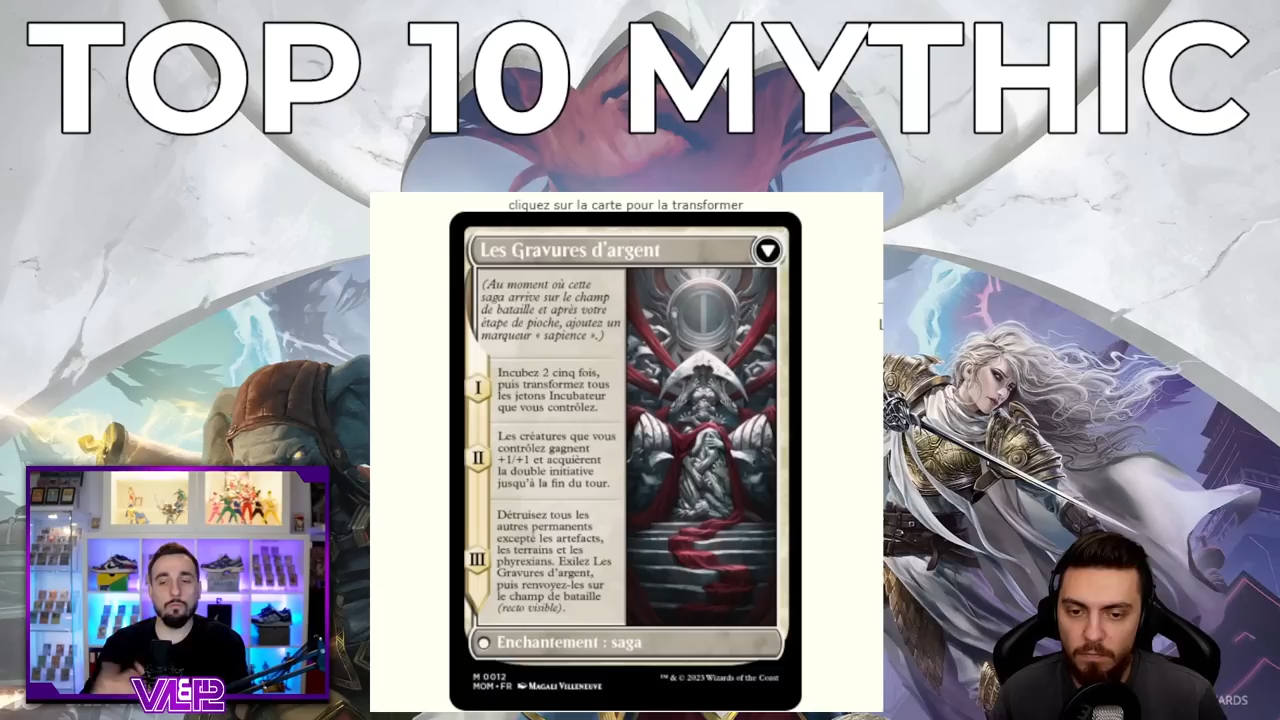 TOP 10 MYTHIC
cliquez sur la carte pour la transformer
Les Gravures d'argent
(Au moment où cette
saga arrive sur le champ
de bataille et après votre
étape de pioche, ajoutez un
marqueur « sapience ».)
I
Incubez 2 cinq fois,
puis transformez tous
les jetons Incubateur
que vous contrôlez.
II
Les créatures que vous
contrôlez gagnent
+1/+1 et acquièrent
la double initiative
jusqu'à la fin du tour.
III
Détruisez tous les
autres permanents
excepté les artefacts,
les terrains et les
phyrexians. Exilez Les
Gravures d'argent,
puis renvoyez-les sur
le champ de bataille
(recto visible).
Enchantement : saga
M 0012
MOM • FR Magali Villeneuve
™ & © 2023 Wizards of the Coast
ARDS